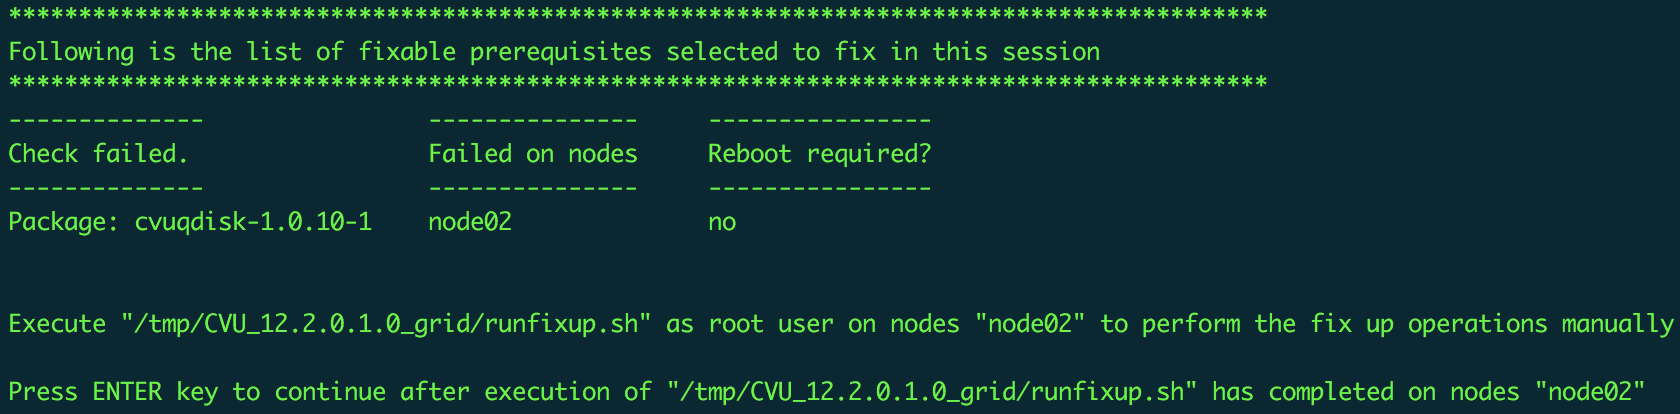 ******************************************************************************************
Following is the list of fixable prerequisites selected to fix in this session
******************************************************************************************
--------------                ---------------     ----------------
Check failed.                 Failed on nodes     Reboot required?
--------------                ---------------     ----------------
Package: cvuqdisk-1.0.10-1    node02              no
Execute "/tmp/CVU_12.2.0.1.0_grid/runfixup.sh" as root user on nodes "node02" to perform the fix up operations manually
Press ENTER key to continue after execution of "/tmp/CVU_12.2.0.1.0_grid/runfixup.sh" has completed on nodes "node02"